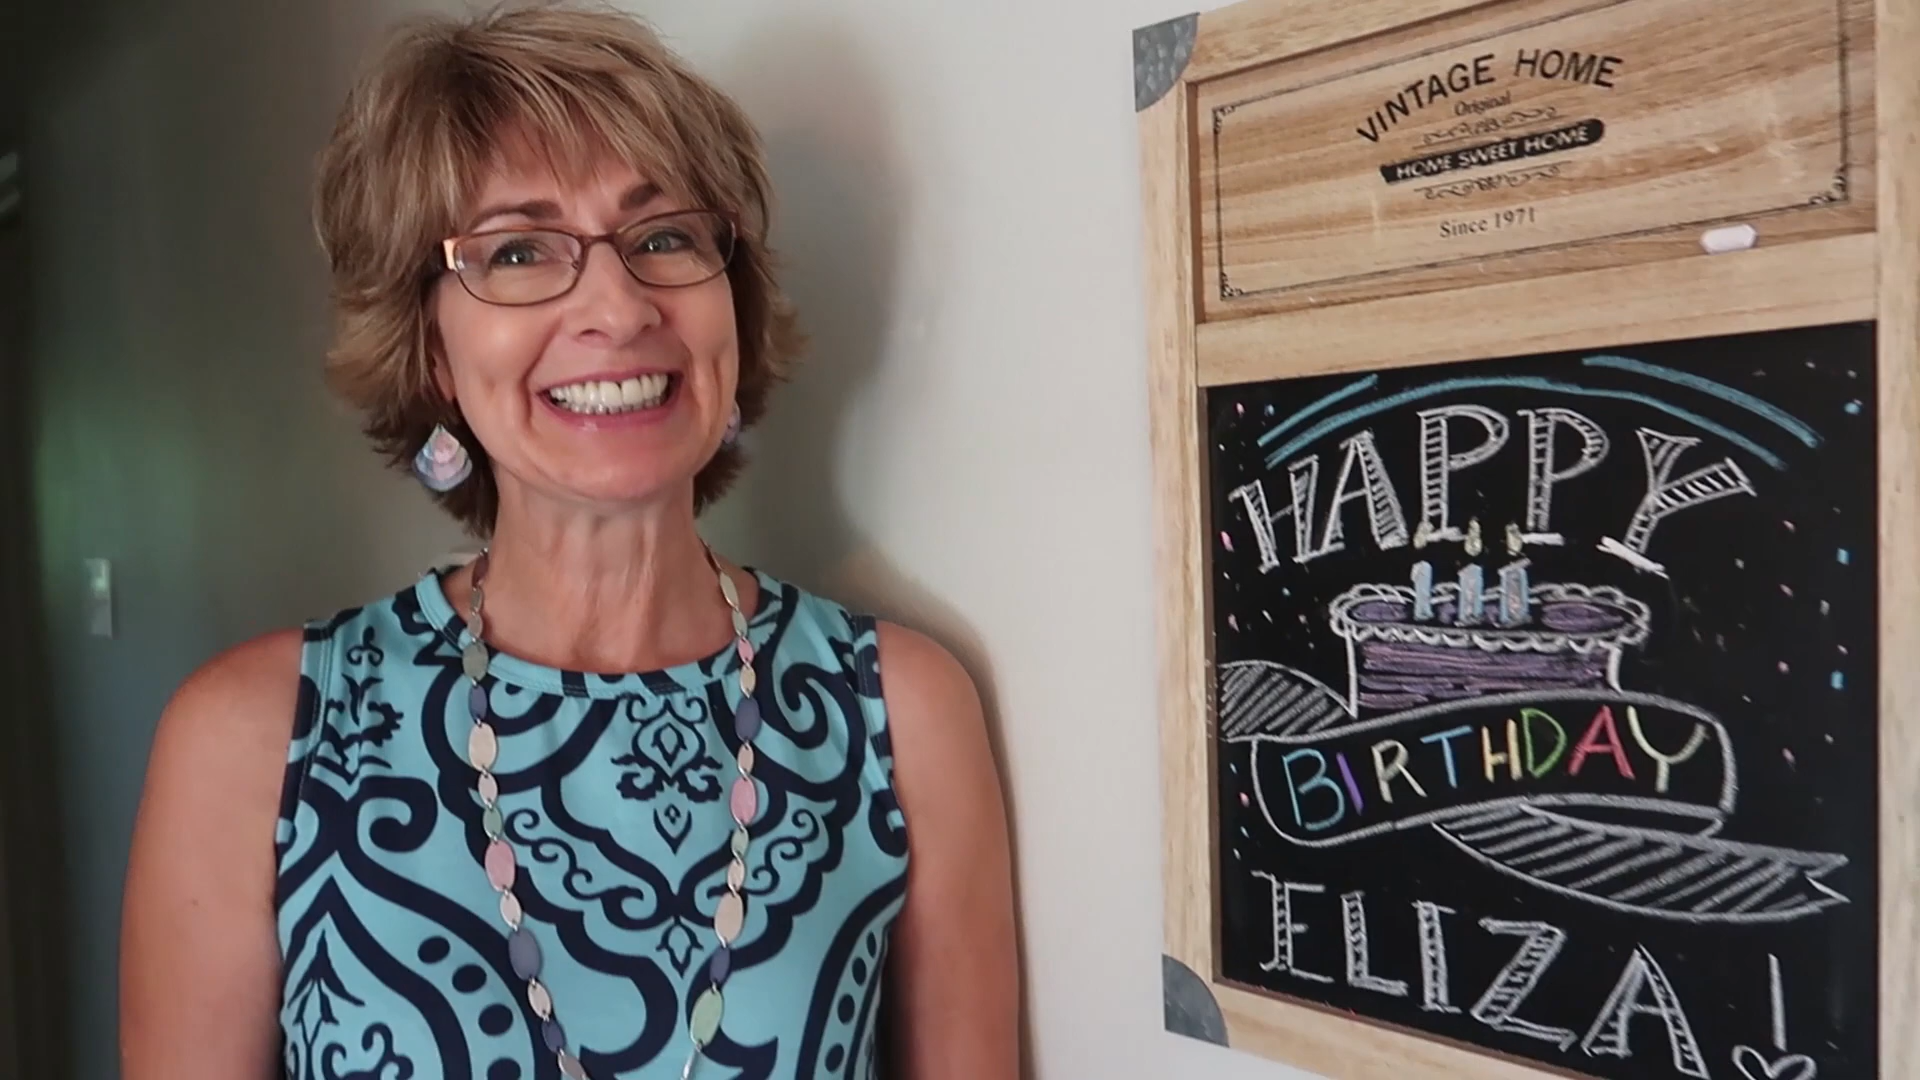 VINTAGE HOME
Original
HOME SWEET HOME
Since 1971
HAPPY
BIRTHDAY
ELIZA!